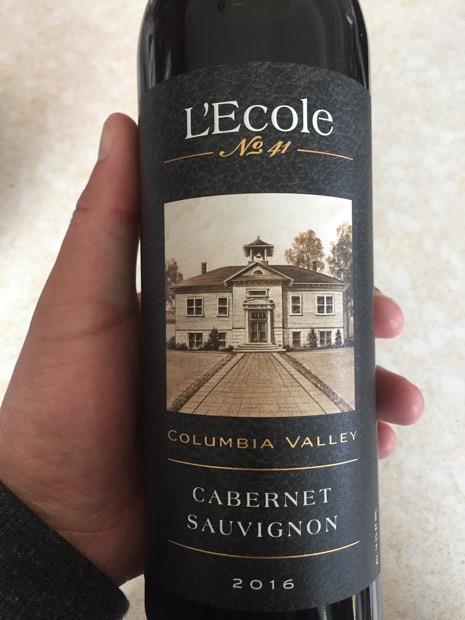 L'Ecole
No 41
COLUMBIA VALLEY
CABERNET
SAUVIGNON
2016